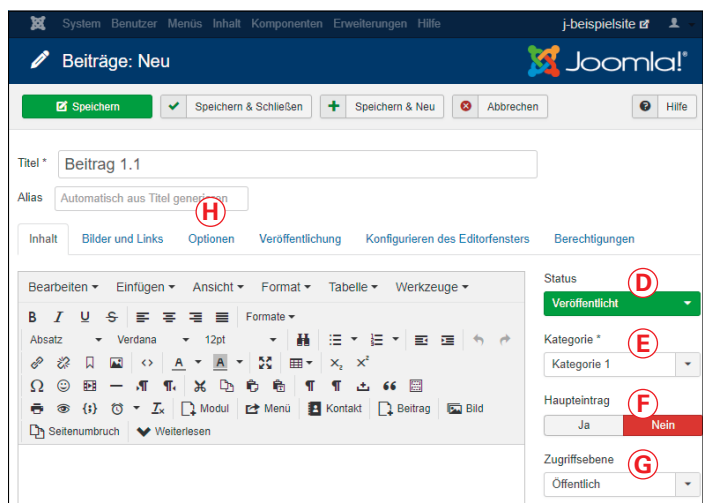 System Benutzer Menüs Inhalt Komponenten Erweiterungen Hilfe j-beispielsite
Beiträge: Neu Joomla!®
Speichern Speichern & Schließen Speichern & Neu Abbrechen Hilfe
Titel * Beitrag 1.1
Alias Automatisch aus Titel generieren
H
Inhalt Bilder und Links Optionen Veröffentlichung Konfigurieren des Editorfensters Berechtigungen
Status D
Bearbeiten Einfügen Ansicht Format Tabelle Werkzeuge
Veröffentlicht
B I U S Formate
Absatz Verdana 12pt
Kategorie * E
A A X₂ X²
Kategorie 1
Ω ¶ ¶ ¶ ¶
Haupteintrag F
{i} Tx Modul Menü Kontakt Beitrag Bild
Ja Nein
Seitenumbruch Weiterlesen
Zugriffsebene G
Öffentlich